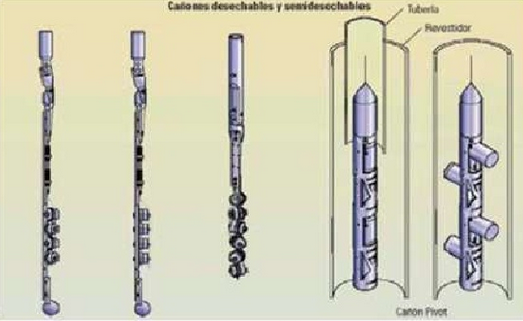 Cañones desechables y semidesechables
Tubería
Revestidor
Cañón Pivot